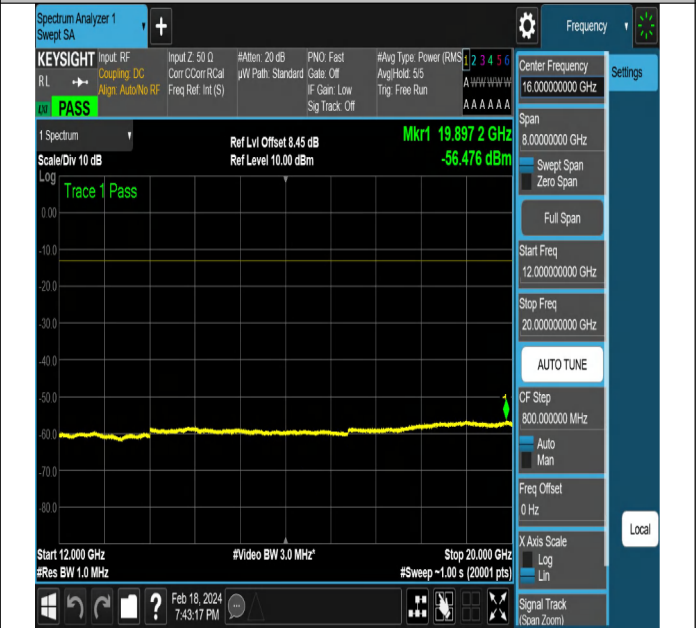 Spectrum Analyzer 1
Swept SA
Frequency
KEYSIGHT
RL
PASS
Input: RF
Coupling: DC
Align: Auto/No RF
Input Z: 50 Ω
Corr CCorr RCal
Freq Ref: Int (S)
#Atten: 20 dB
µW Path: Standard
PNO: Fast
Gate: Off
IF Gain: Low
Sig Track: Off
#Avg Type: Power (RMS
Avg|Hold: 5/5
Trig: Free Run
1 2 3 4 5 6
A W W W W W
A A A A A A
1 Spectrum
Scale/Div 10 dB
Log
Ref Lvl Offset 8.45 dB
Ref Level 10.00 dBm
Mkr1 19.897 2 GHz
-56.476 dBm
Trace 1 Pass
0.00
-10.0
-20.0
-30.0
-40.0
-50.0
-60.0
-70.0
-80.0
1
Start 12.000 GHz
#Res BW 1.0 MHz
#Video BW 3.0 MHz*
Stop 20.000 GHz
#Sweep ~1.00 s (20001 pts)
Feb 18, 2024
7:43:17 PM
Center Frequency
16.000000000 GHz
Settings
Span
8.00000000 GHz
Swept Span
Zero Span
Full Span
Start Freq
12.000000000 GHz
Stop Freq
20.000000000 GHz
AUTO TUNE
CF Step
800.000000 MHz
Auto
Man
Freq Offset
0 Hz
X Axis Scale
Log
Lin
Local
Signal Track
(Span Zoom)